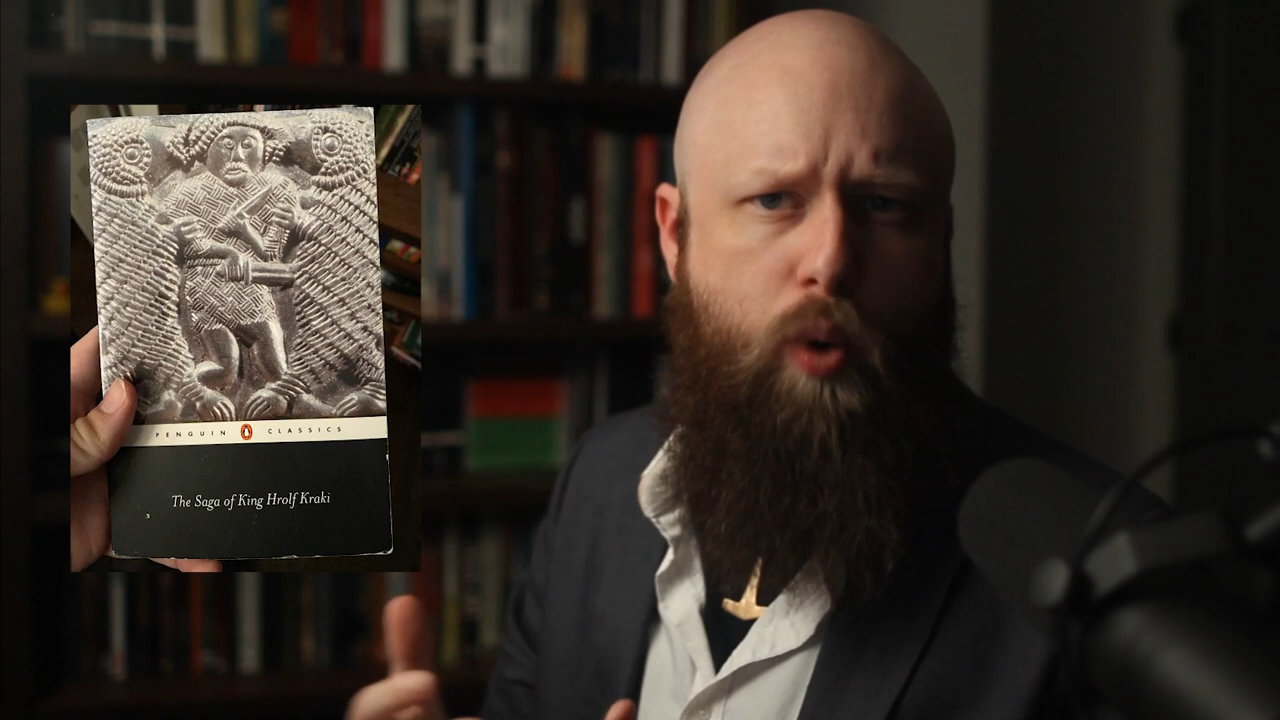 PENGUIN CLASSICS
The Saga of King Hrolf Kraki